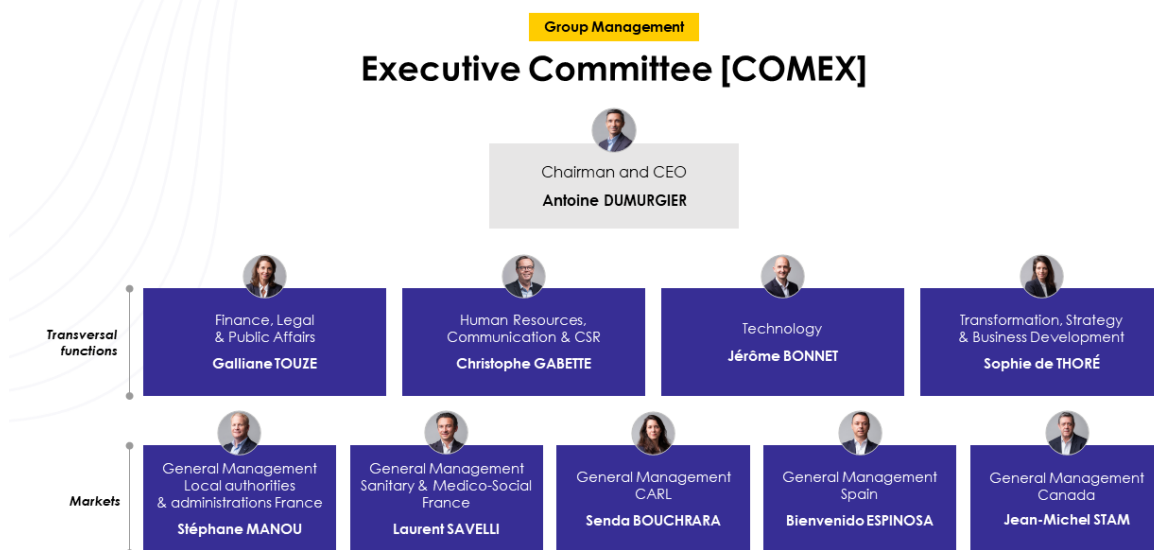 Group Management
Executive Committee [COMEX]
Chairman and CEO
Antoine DUMURGIER
Transversal
functions
Finance, Legal
& Public Affairs
Galliane TOUZE
Human Resources,
Communication & CSR
Christophe GABETTE
Technology
Jérôme BONNET
Transformation, Strategy
& Business Development
Sophie de THORÉ
Markets
General Management
Local authorities
& administrations France
Stéphane MANOU
General Management
Sanitary & Medico-Social
France
Laurent SAVELLI
General Management
CARL
Senda BOUCHRARA
General Management
Spain
Bienvenido ESPINOSA
General Management
Canada
Jean-Michel STAM